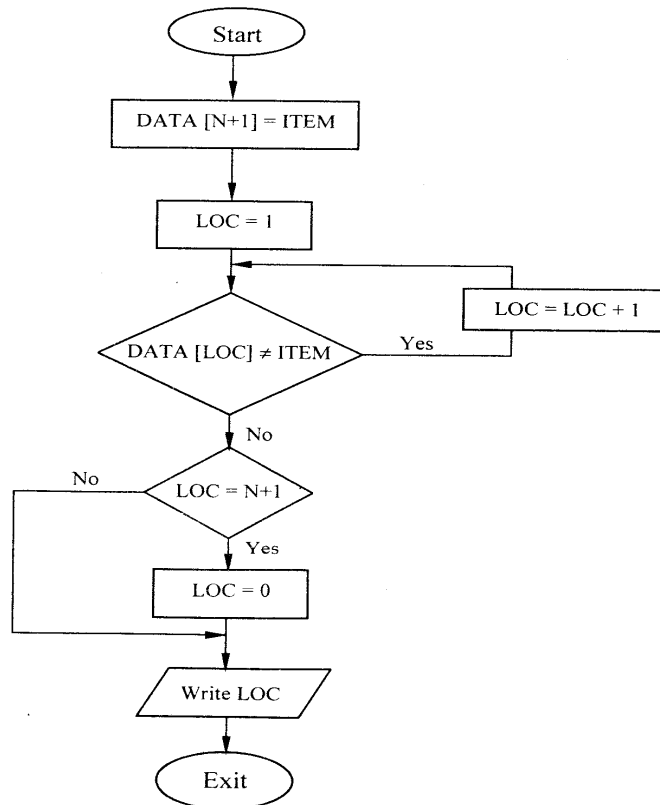 Start
DATA [N+1] = ITEM
LOC = 1
LOC = LOC + 1
DATA [LOC] ≠ ITEM
Yes
No
No
LOC = N+1
Yes
LOC = 0
Write LOC
Exit